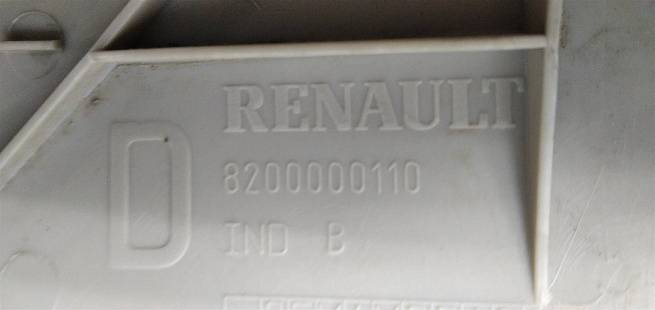 RENAULT
D
8200000110
IND B